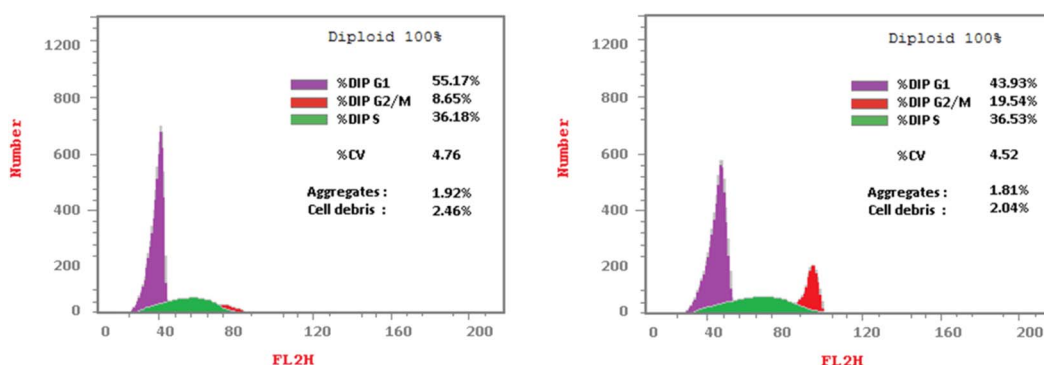 Diploid 100%
%DIP G1 55.17%
%DIP G2/M 8.65%
%DIP S 36.18%
%CV 4.76
Aggregates : 1.92%
Cell debris : 2.46%
Number
1200
800
600
400
200
0
0 40 80 120 160 200
FL2H
Diploid 100%
%DIP G1 43.93%
%DIP G2/M 19.54%
%DIP S 36.53%
%CV 4.52
Aggregates : 1.81%
Cell debris : 2.04%
Number
1200
800
600
400
200
0
0 40 80 120 160 200
FL2H